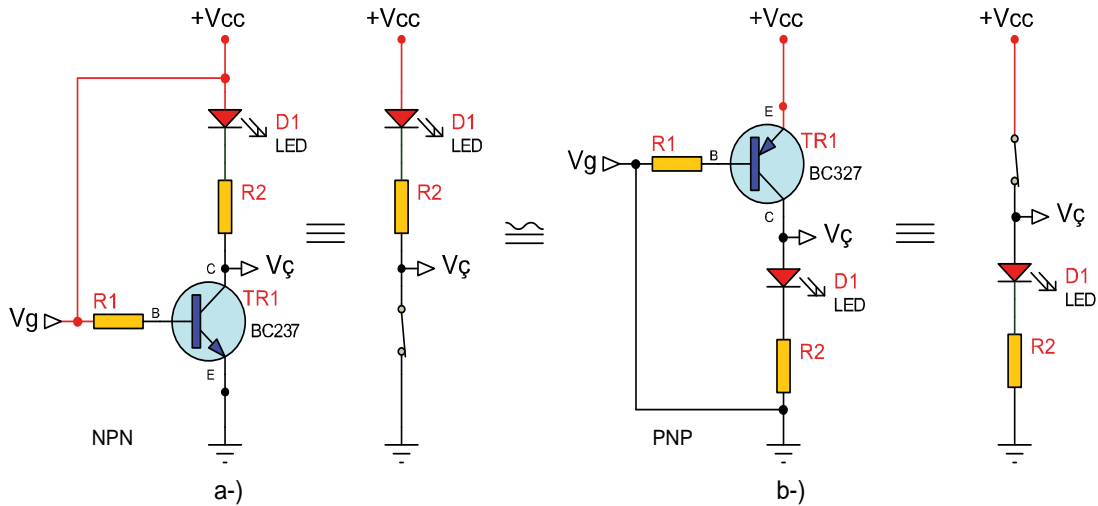 +Vcc
D1
LED
R2
C
Vç
R1
Vg
B
TR1
BC237
E
NPN
a-)
+Vcc
D1
LED
R2
Vç
+Vcc
E
R1
TR1
Vg
B
BC327
C
Vç
D1
LED
R2
PNP
b-)
+Vcc
Vç
D1
LED
R2